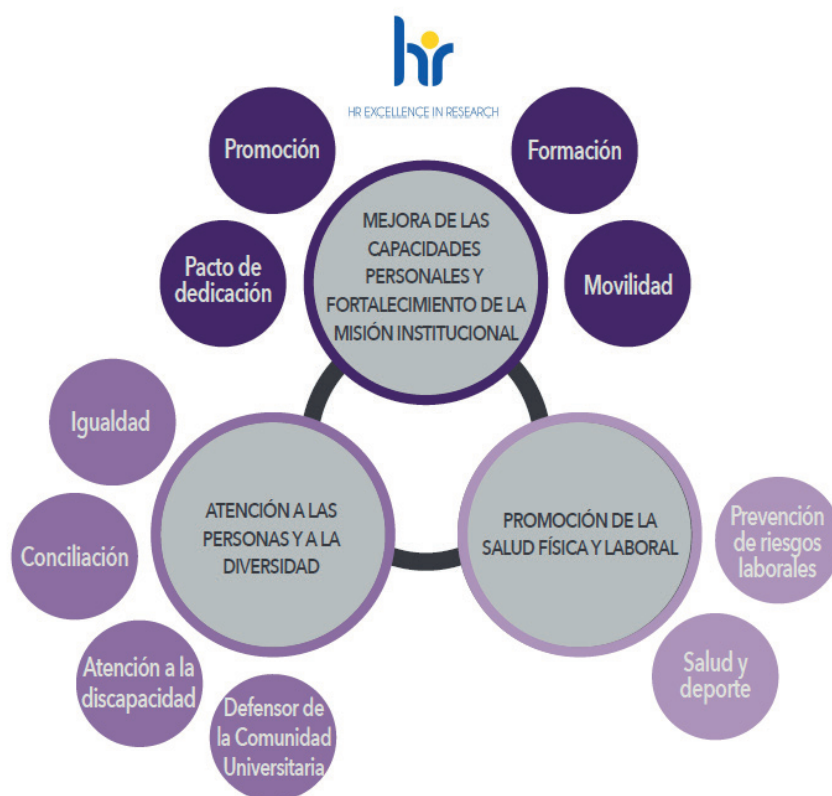 hr
HR EXCELLENCE IN RESEARCH
Promoción
Formación
Pacto de
dedicación
MEJORA DE LAS
CAPACIDADES
PERSONALES Y
FORTALECIMIENTO DE LA
MISIÓN INSTITUCIONAL
Movilidad
Igualdad
Conciliación
Atención a la
discapacidad
Defensor de
la Comunidad
Universitaria
ATENCIÓN A LAS
PERSONAS Y A LA
DIVERSIDAD
PROMOCIÓN DE LA
SALUD FÍSICA Y LABORAL
Prevención
de riesgos
laborales
Salud y
deporte